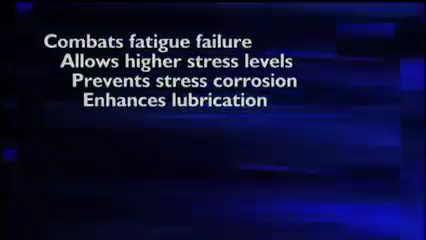 Combats fatigue failure
Allows higher stress levels
Prevents stress corrosion
Enhances lubrication